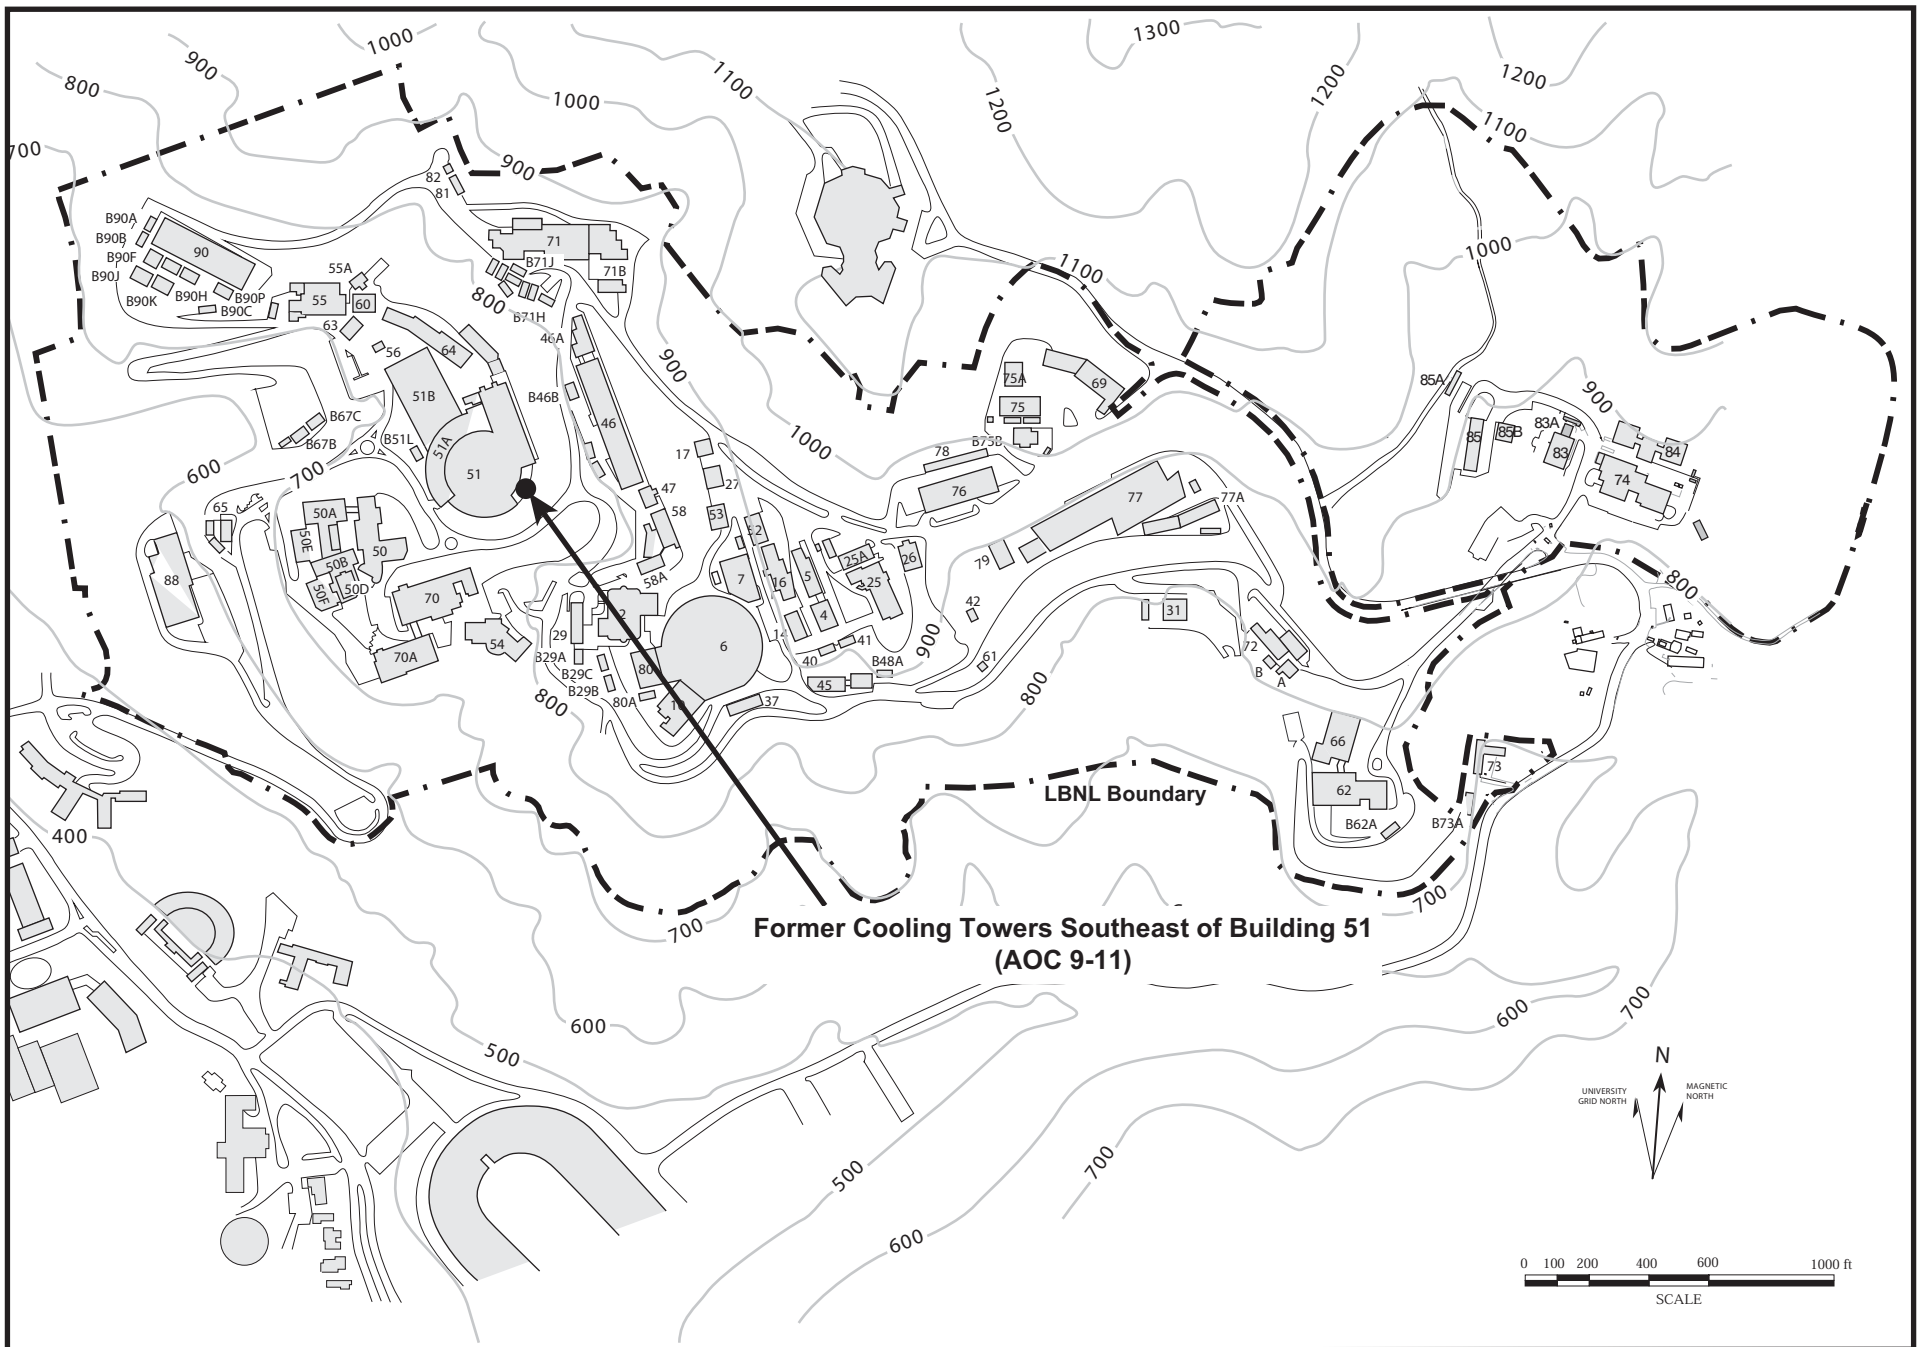 1000
1300
900
1100
1200
1200
800
1000
1200
1100
700
900
82
81
B90A
B90B
90
71
1000
B90F
B71J
B90J
55A
71B
1100
B90K
B90H
B90P
B90C
55
60
800
B71H
63
46A
56
64
900
75A
69
85A
900
51B
B46B
75
B67C
46
83A
B67B
B51L
51A
1000
B75B
85
85B
83
84
17
78
600
700
51
27
76
74
47
77
77A
65
50A
58
53
52
50E
50
50B
25A
26
79
88
50F
50D
58A
7
16
5
25
800
70
2
4
42
31
29
14
41
54
6
900
72
70A
B29A
40
61
B
B29C
80
B48A
A
B29B
45
800
80A
10
37
800
66
73
LBNL Boundary
62
400
B62A
B73A
700
700
Former Cooling Towers Southeast of Building 51
(AOC 9-11)
600
600
700
500
N
UNIVERSITY
GRID NORTH
MAGNETIC
NORTH
700
500
600
0 100 200 400 600 1000 ft
SCALE